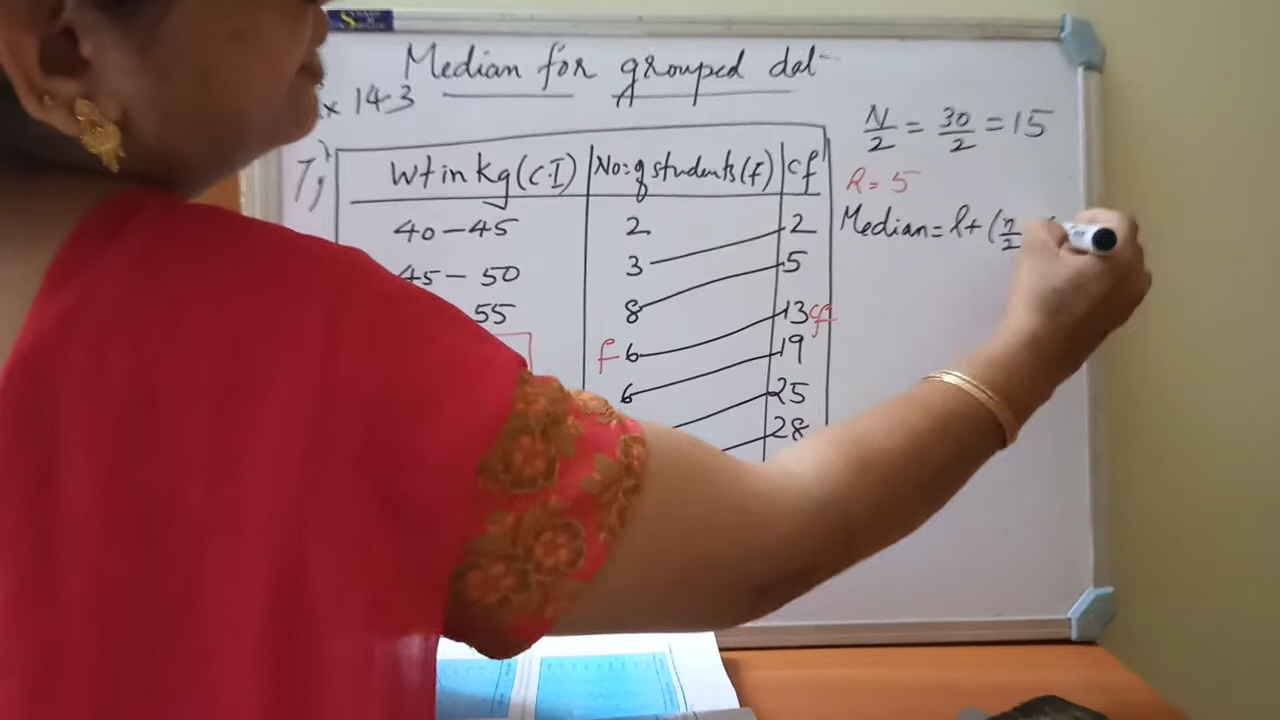 Median for grouped dat
x 14.3
7,
Wt in Kg (C.I) No: of students (f) cf
40 – 45 2 2
45 – 50 3 5
55 8 13 cf
f 6 19
6 25
28
N/2 = 30/2 = 15
h = 5
Median = l + (n/2